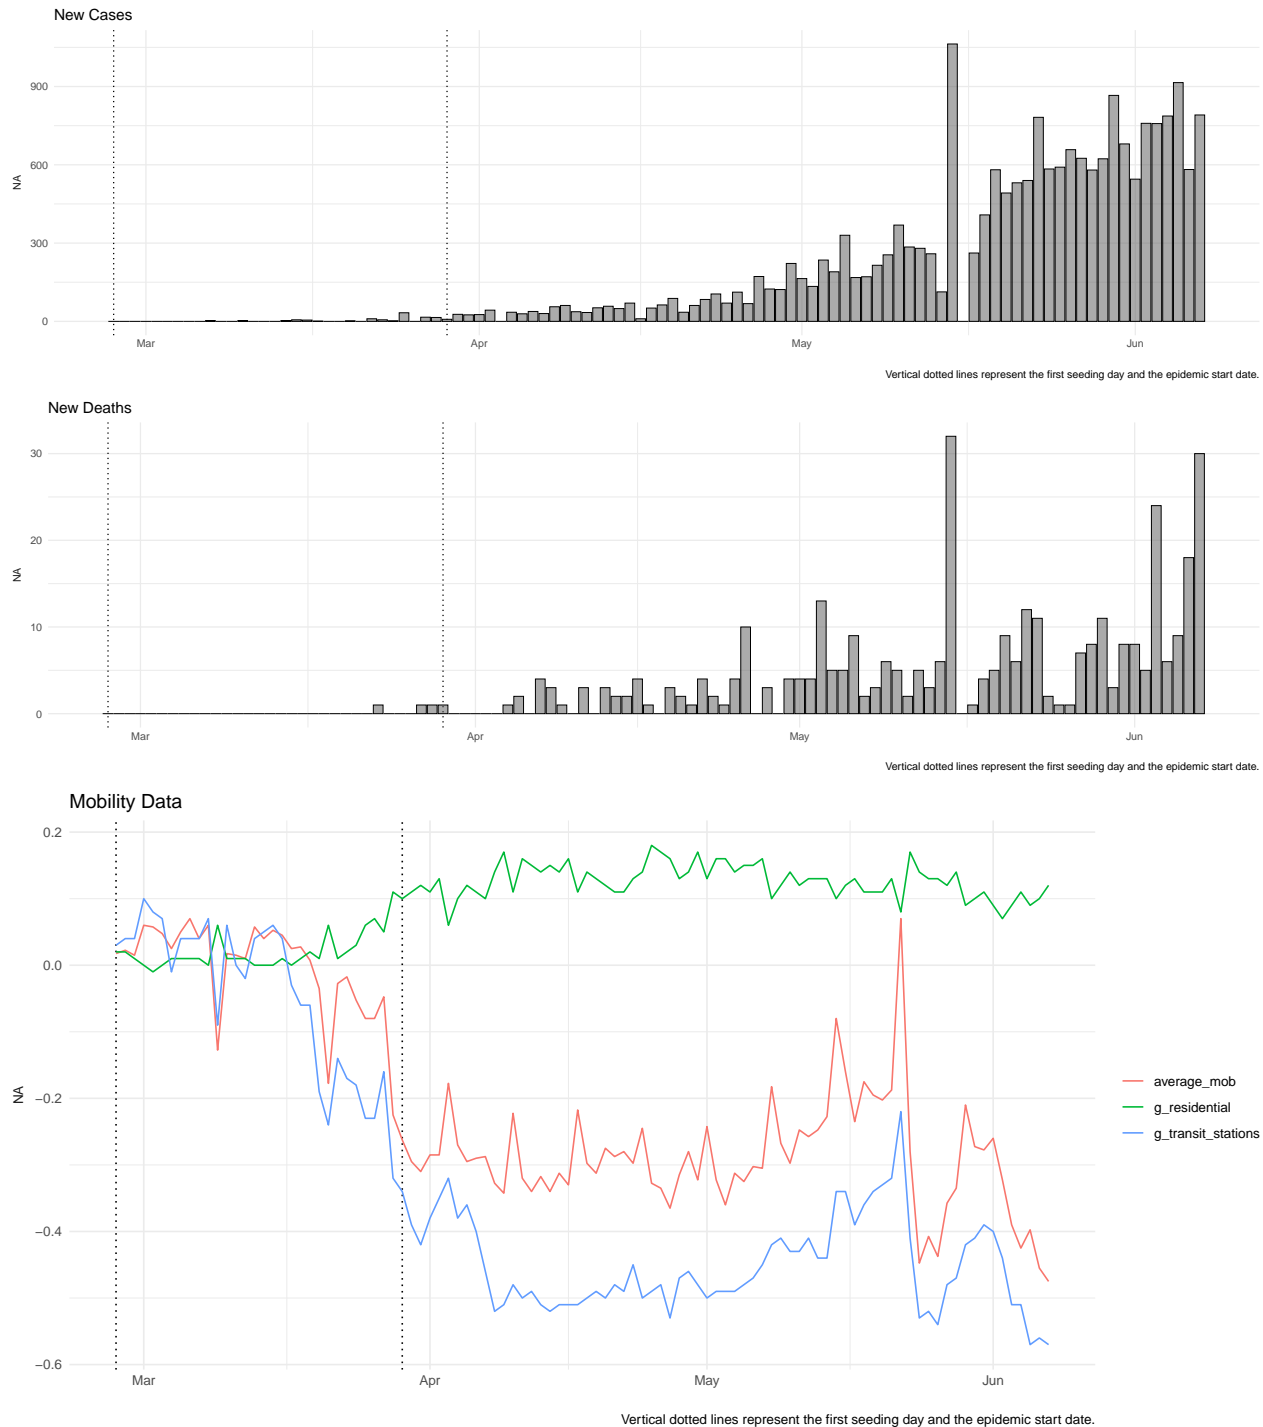 New Cases
NA
900
600
300
0
Mar
Apr
May
Jun
Vertical dotted lines represent the first seeding day and the epidemic start date.
New Deaths
NA
30
20
10
0
Mar
Apr
May
Jun
Vertical dotted lines represent the first seeding day and the epidemic start date.
Mobility Data
NA
0.2
0.0
−0.2
−0.4
−0.6
Mar
Apr
May
Jun
average_mob
g_residential
g_transit_stations
Vertical dotted lines represent the first seeding day and the epidemic start date.